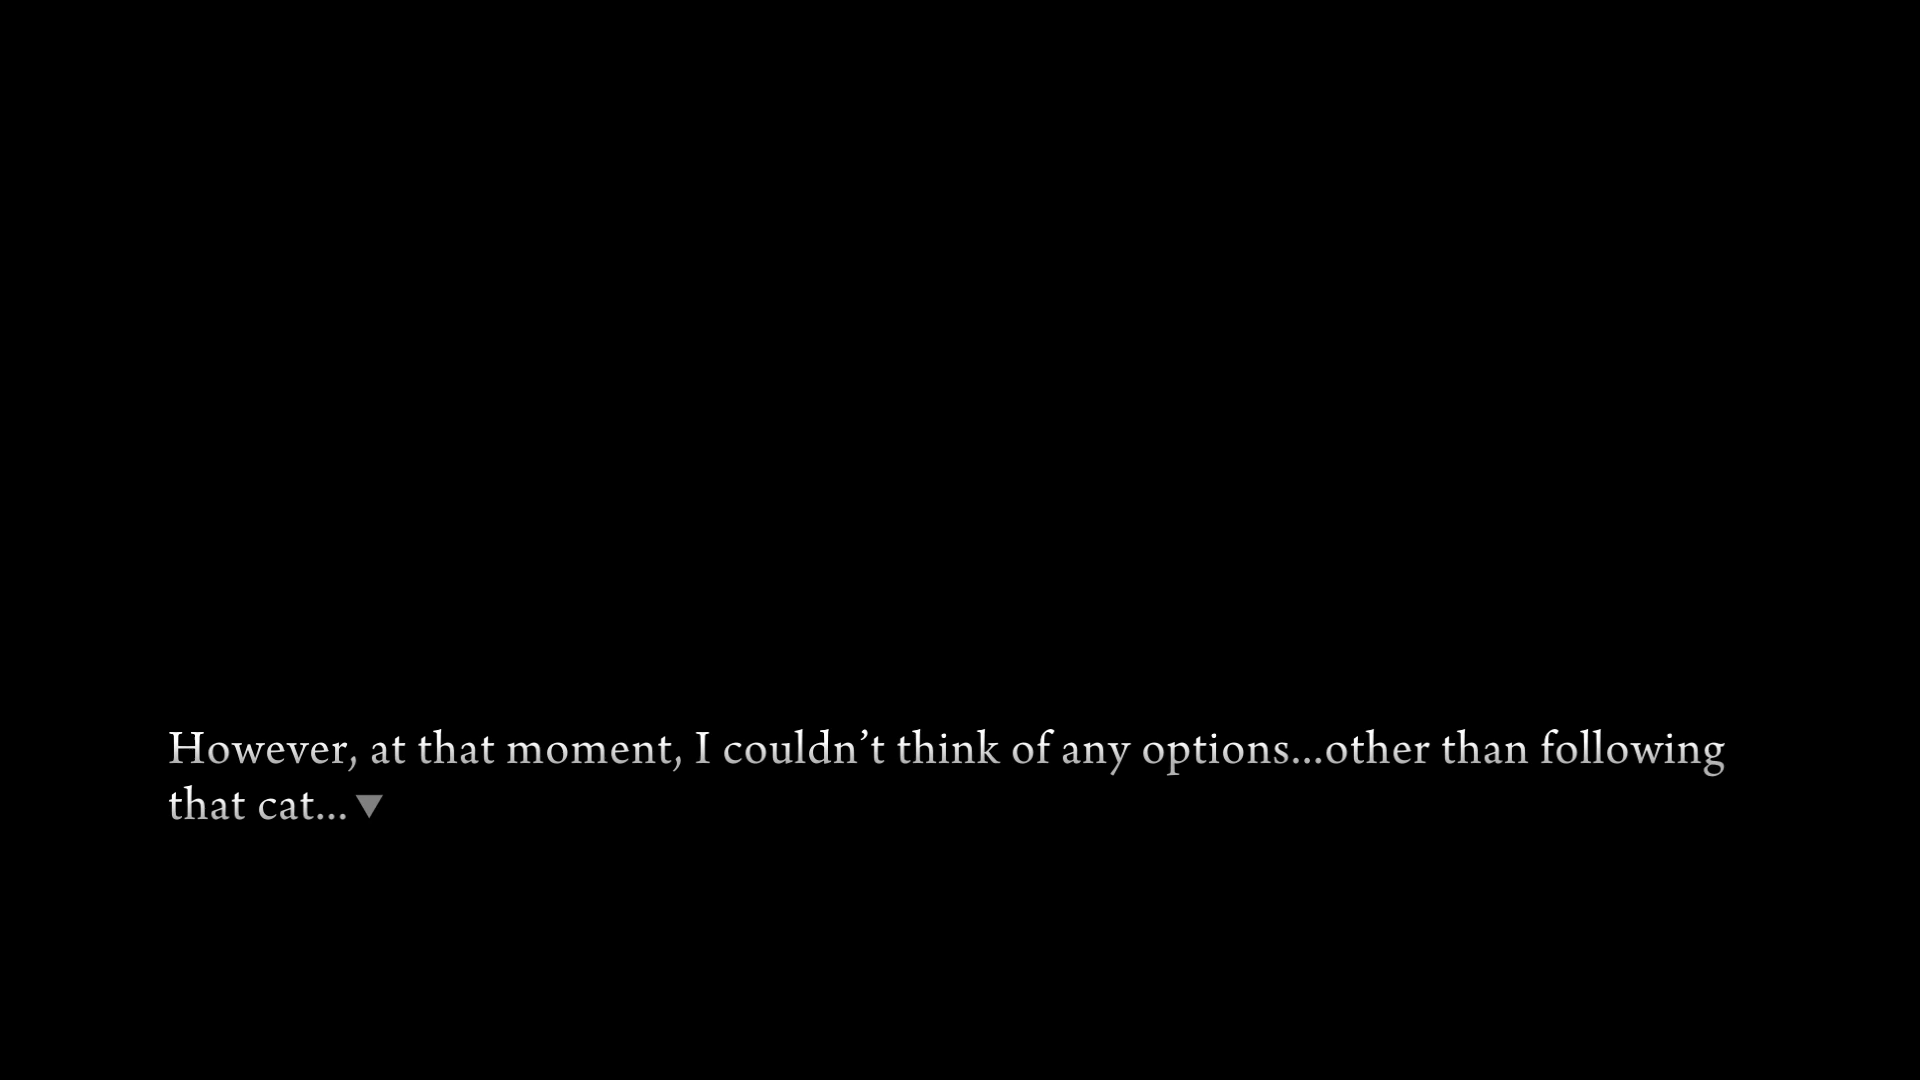 However, at that moment, I couldn’t think of any options...other than following
that cat...